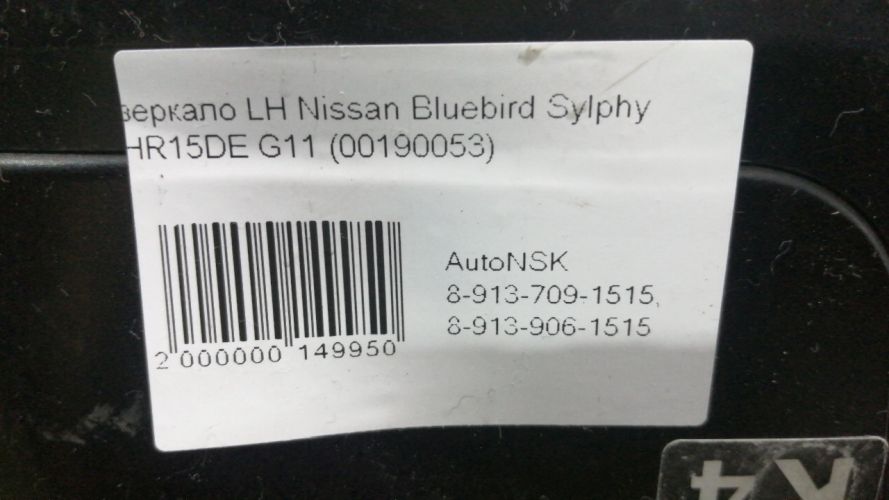 зеркало LH Nissan Bluebird Sylphy
HR15DE G11 (00190053)
AutoNSK
8-913-709-1515,
8-913-906-1515
2 000000 149950
K4